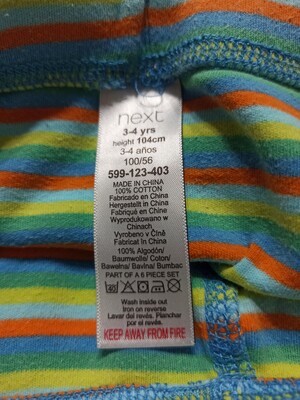 next
3-4 yrs
height 104cm
3-4 años
100/56
599-123-403
MADE IN CHINA
100% COTTON
Fabricado en China
Hergestellt in China
Fabriqué en Chine
Wyprodukowano w
Chinach
Vyrobeno v Číně
Fabricat în China
100% Algodón/
Baumwolle/ Coton/
Bawełna/ Bavlna/ Bumbac
PART OF A 6 PIECE SET
Wash inside out
Iron on reverse
Lavar del revés. Planchar
por el revés.
KEEP AWAY FROM FIRE